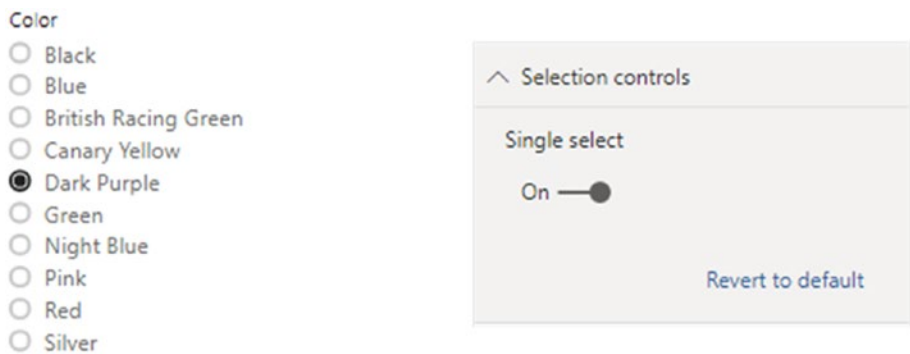 Color
Black
Blue
British Racing Green
Canary Yellow
Dark Purple
Green
Night Blue
Pink
Red
Silver
Selection controls
Single select
On
Revert to default